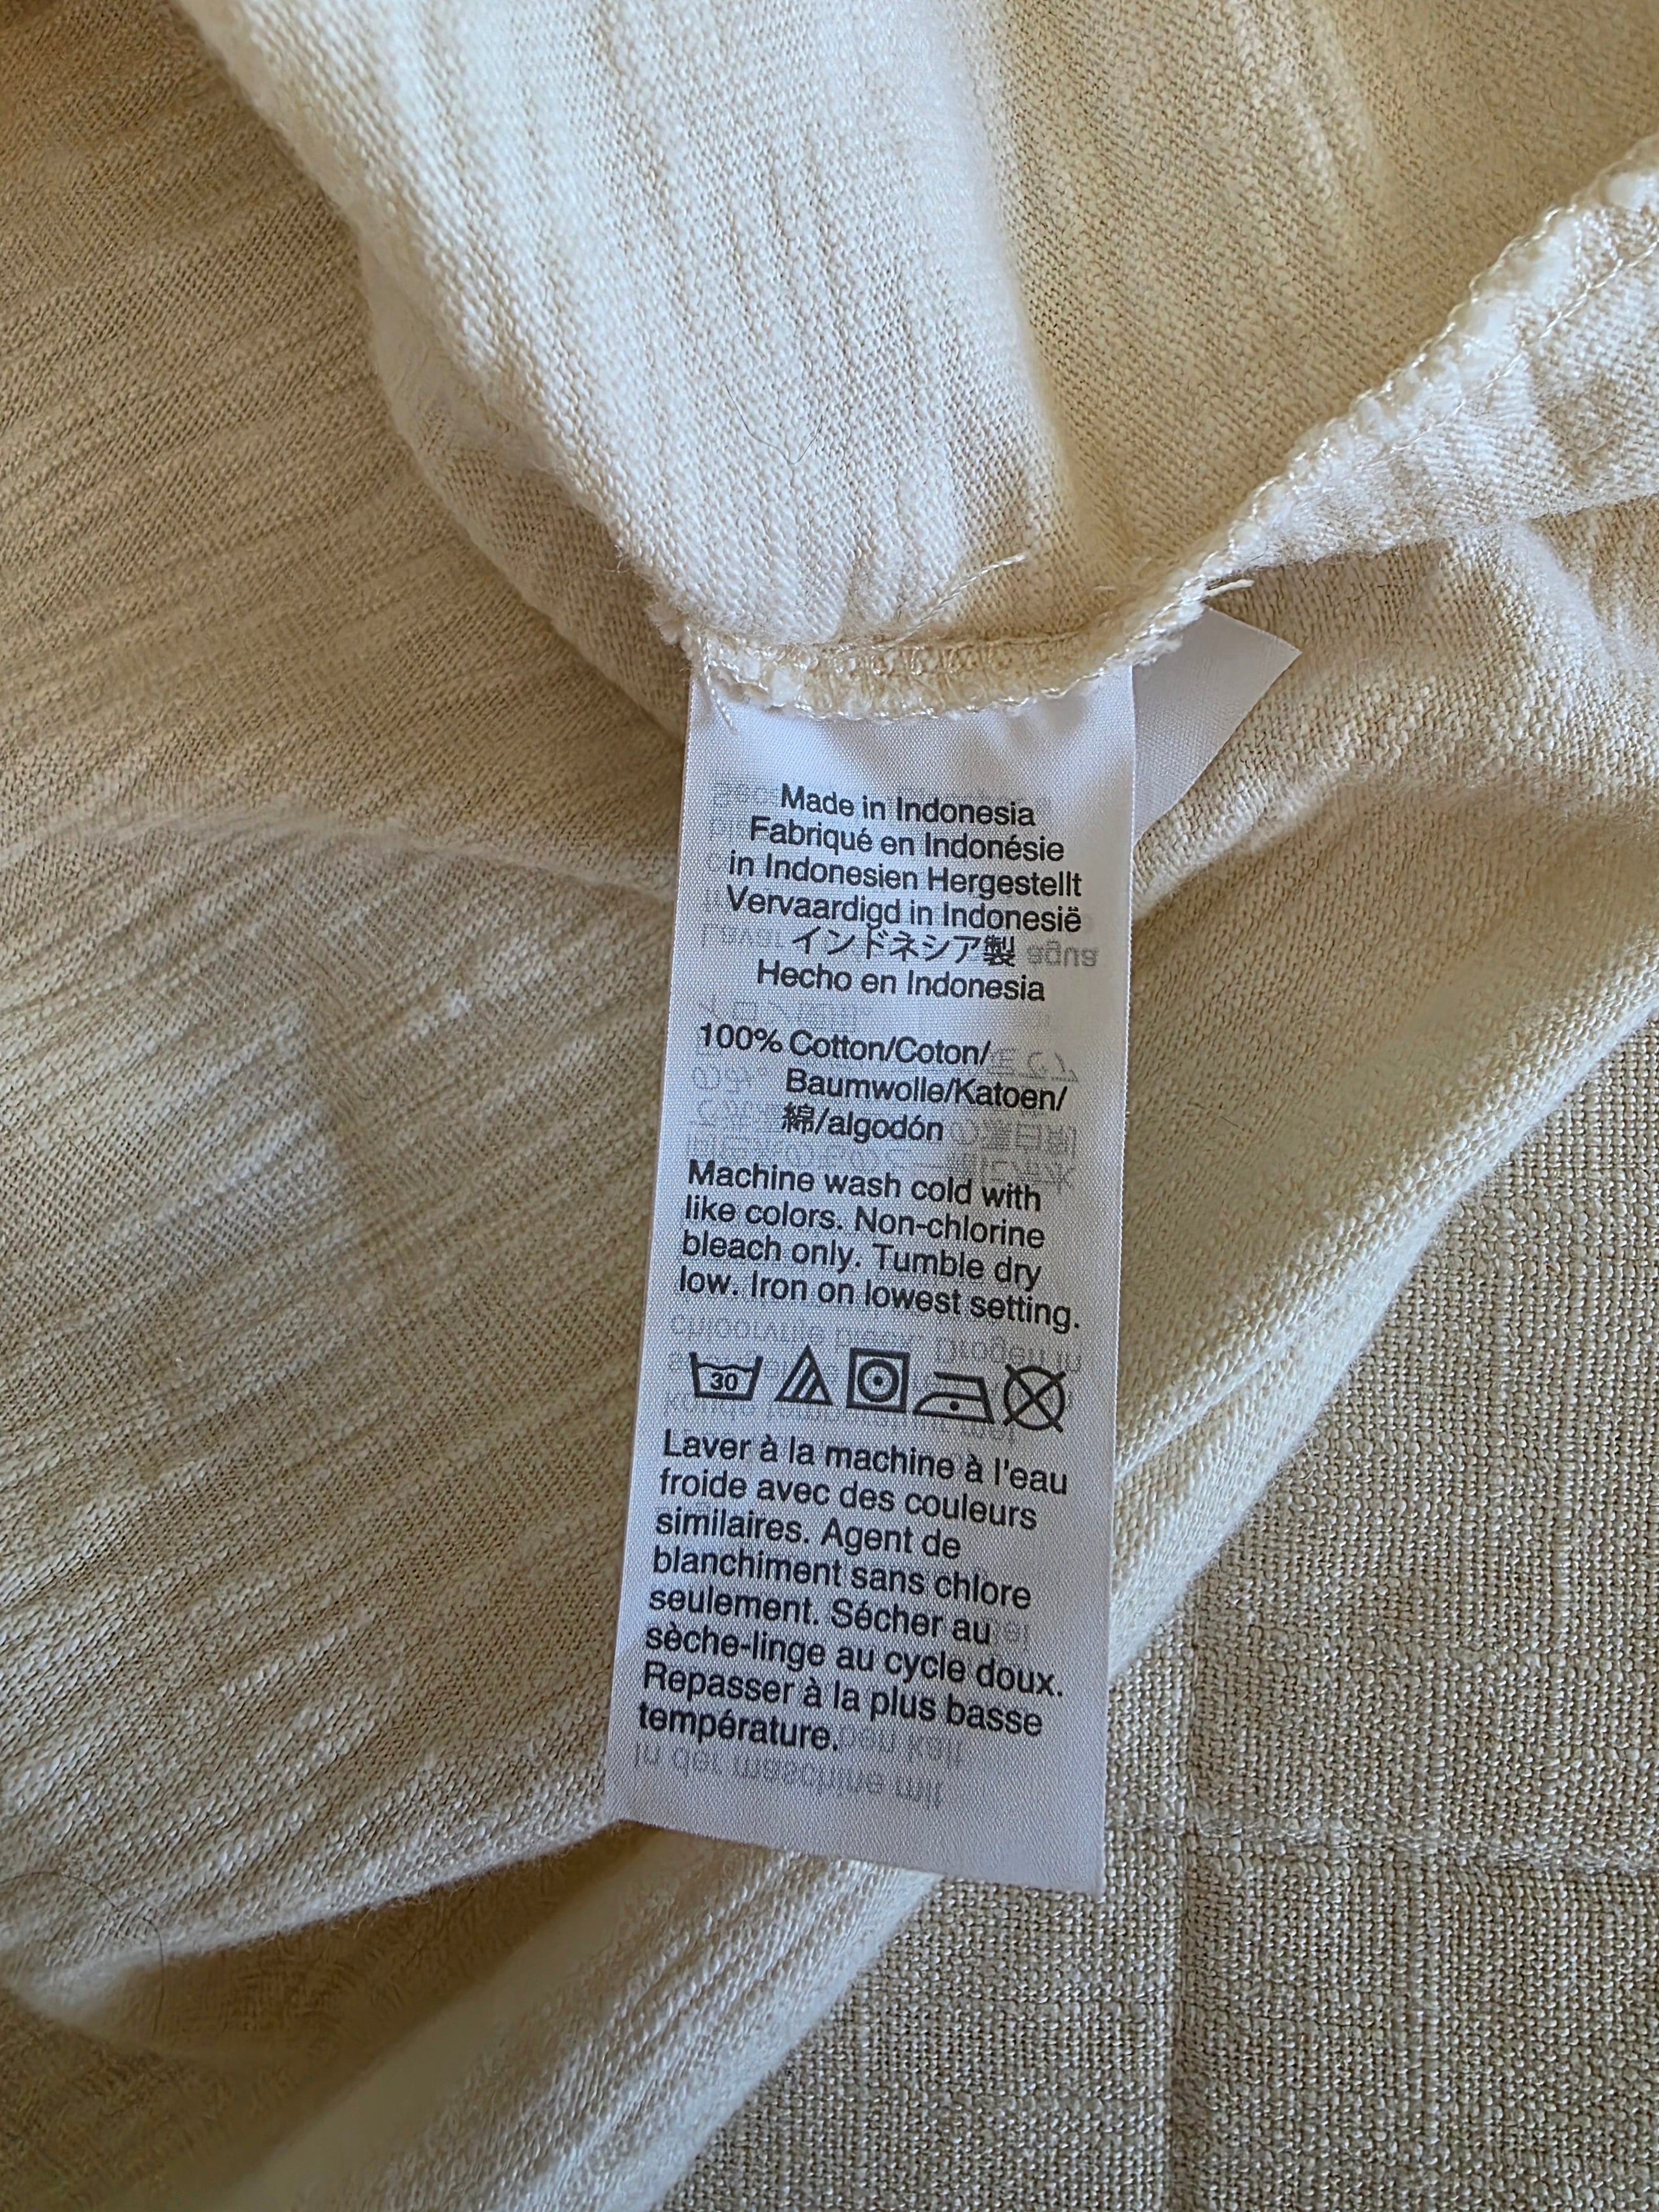 Made in Indonesia
Fabriqué en Indonésie
in Indonesien Hergestellt
Vervaardigd in Indonesië
インドネシア製
Hecho en Indonesia
100% Cotton/Coton/
Baumwolle/Katoen/
綿/algodón
Machine wash cold with
like colors. Non-chlorine
bleach only. Tumble dry
low. Iron on lowest setting.
30
Laver à la machine à l'eau
froide avec des couleurs
similaires. Agent de
blanchiment sans chlore
seulement. Sécher au
sèche-linge au cycle doux.
Repasser à la plus basse
température.